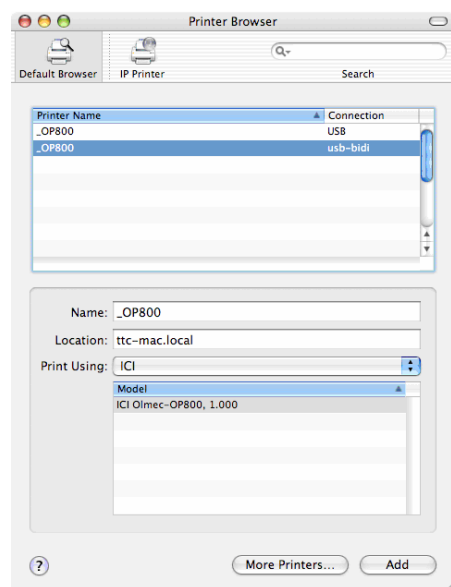 Printer Browser
Default Browser IP Printer Search
Printer Name Connection
_OP800 USB
_OP800 usb-bidi
Name: _OP800
Location: ttc-mac.local
Print Using: ICI
Model
ICI Olmec-OP800, 1.000
? More Printers... Add